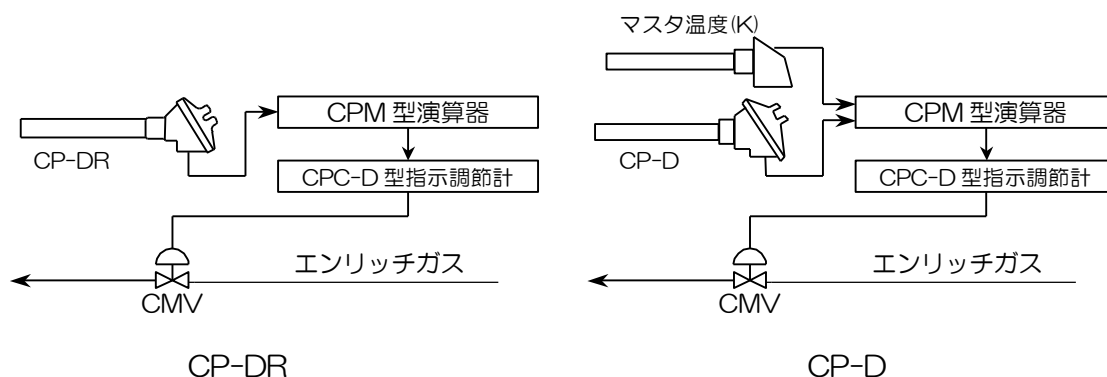 CP-DR
CPM 型演算器
CPC-D 型指示調節計
エンリッチガス
CMV
CP-DR
マスタ温度(K)
CP-D
CPM 型演算器
CPC-D 型指示調節計
エンリッチガス
CMV
CP-D